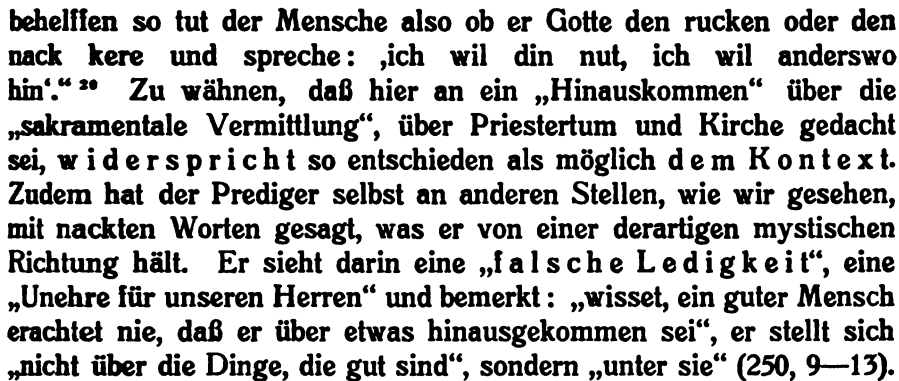 behelffen so tut der Mensche also ob er Gotte den rucken oder den
nack kere und spreche: ‚ich wil din nut, ich wil anderswo
hin‘.“ ²⁰ Zu wähnen, daß hier an ein „Hinauskommen“ über die
„sakramentale Vermittlung“, über Priestertum und Kirche gedacht
sei, widerspricht so entschieden als möglich dem Kontext.
Zudem hat der Prediger selbst an anderen Stellen, wie wir gesehen,
mit nackten Worten gesagt, was er von einer derartigen mystischen
Richtung hält. Er sieht darin eine „falsche Ledigkeit“, eine
„Unehre für unseren Herren“ und bemerkt: „wisset, ein guter Mensch
erachtet nie, daß er über etwas hinausgekommen sei“, er stellt sich
„nicht über die Dinge, die gut sind“, sondern „unter sie“ (250, 9—13).